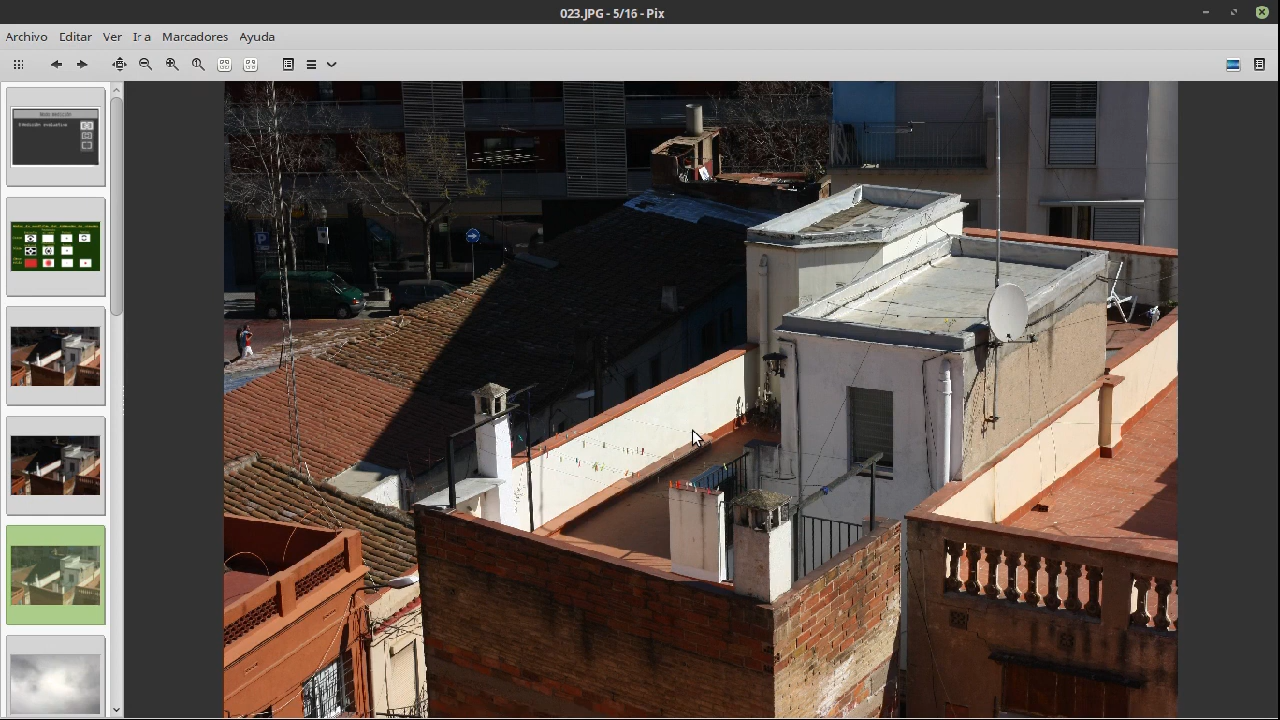 023.JPG - 5/16 - Pix
Archivo Editar Ver Ir a Marcadores Ayuda
P